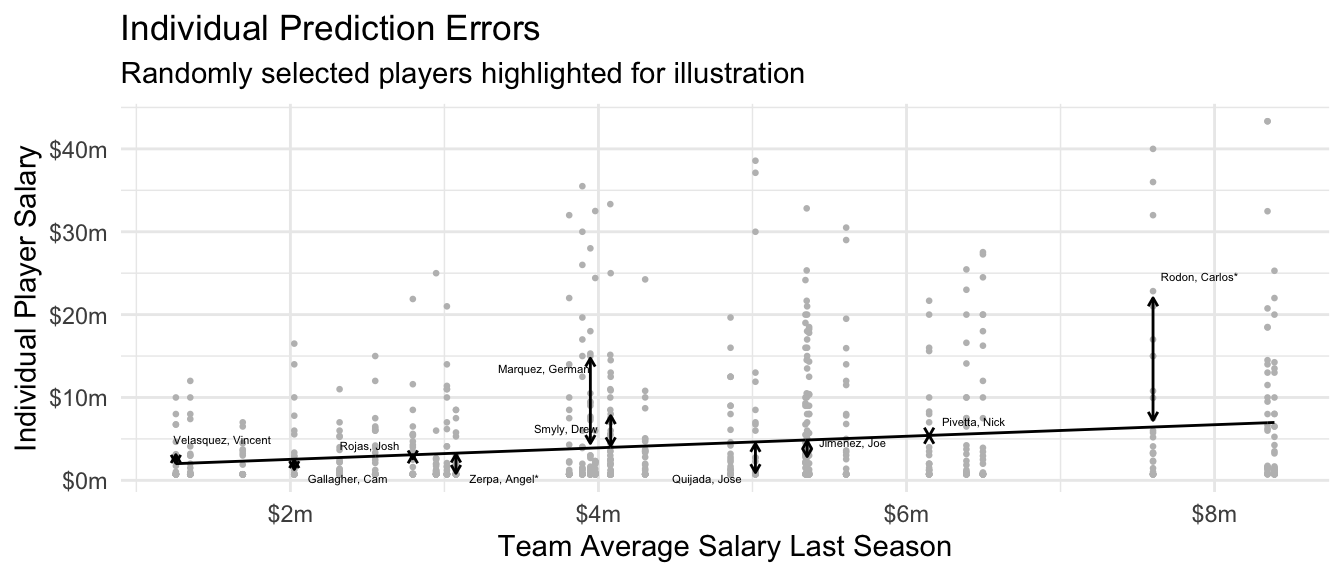 Individual Prediction Errors
Randomly selected players highlighted for illustration
Individual Player Salary
$40m
$30m
$20m
$10m
$0m
Rodon, Carlos*
Marquez, German
Smyly, Drew
Pivetta, Nick
Velasquez, Vincent
Rojas, Josh
Jimenez, Joe
Gallagher, Cam
Zerpa, Angel*
Quijada, Jose
$2m
$4m
$6m
$8m
Team Average Salary Last Season